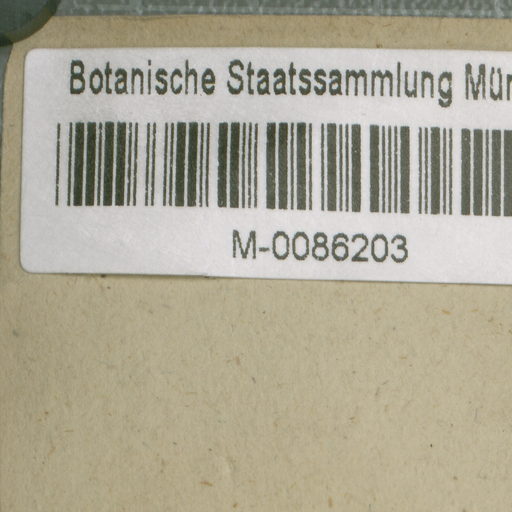 Botanische Staatssammlung Mün
M-0086203